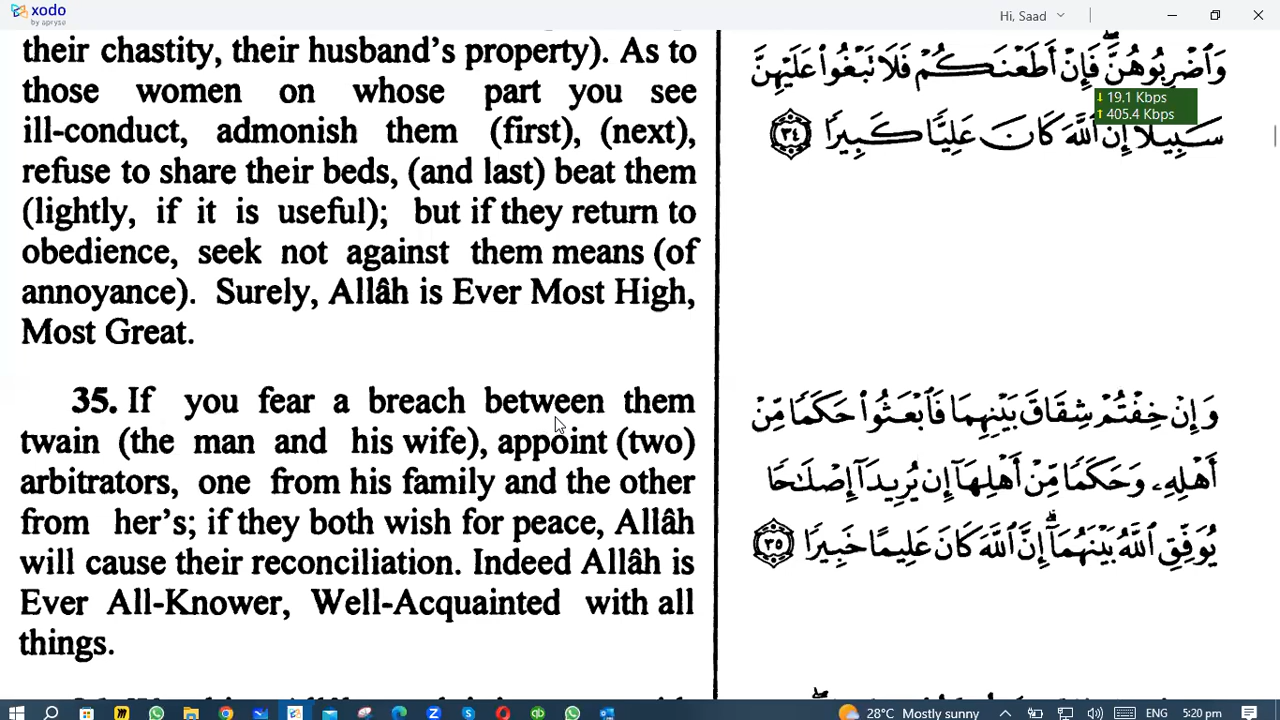 xodo
by apryse
Hi, Saad
their chastity, their husband's property). As to
those women on whose part you see
ill-conduct, admonish them (first), (next),
refuse to share their beds, (and last) beat them
(lightly, if it is useful); but if they return to
obedience, seek not against them means (of
annoyance). Surely, Allâh is Ever Most High,
Most Great.
35. If you fear a breach between them
twain (the man and his wife), appoint (two)
arbitrators, one from his family and the other
from her's; if they both wish for peace, Allâh
will cause their reconciliation. Indeed Allâh is
Ever All-Knower, Well-Acquainted with all
things.
وَٱضْرِبُوهُنَّ ۖ فَإِنْ أَطَعْنَكُمْ فَلَا تَبْغُوا۟ عَلَيْهِنَّ
سَبِيلًا إِنَّ ٱللَّهَ كَانَ عَلِيًّا كَبِيرًا ٣٤
وَإِنْ خِفْتُمْ شِقَاقَ بَيْنِهِمَا فَٱبْعَثُوا۟ حَكَمًا مِّنْ
أَهْلِهِۦ وَحَكَمًا مِّنْ أَهْلِهَآ إِن يُرِيدَآ إِصْلَٰحًا
يُوَفِّقِ ٱللَّهُ بَيْنَهُمَآ ۗ إِنَّ ٱللَّهَ كَانَ عَلِيمًا خَبِيرًا ٣٥
↓ 19.1 Kbps
↑ 405.4 Kbps
28°C Mostly sunny
ENG
5:20 pm